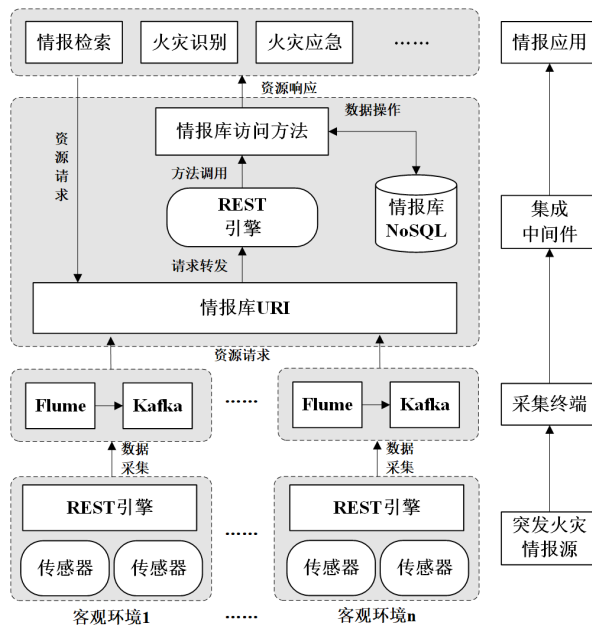 情报检索
火灾识别
火灾应急
……
情报应用
资源响应
资源请求
情报库访问方法
数据操作
方法调用
REST
引擎
情报库
NoSQL
集成
中间件
请求转发
情报库URI
资源请求
Flume
Kafka
……
Flume
Kafka
采集终端
数据
采集
数据
采集
REST引擎
……
REST引擎
突发火灾
情报源
传感器
传感器
传感器
传感器
客观环境1
……
客观环境n